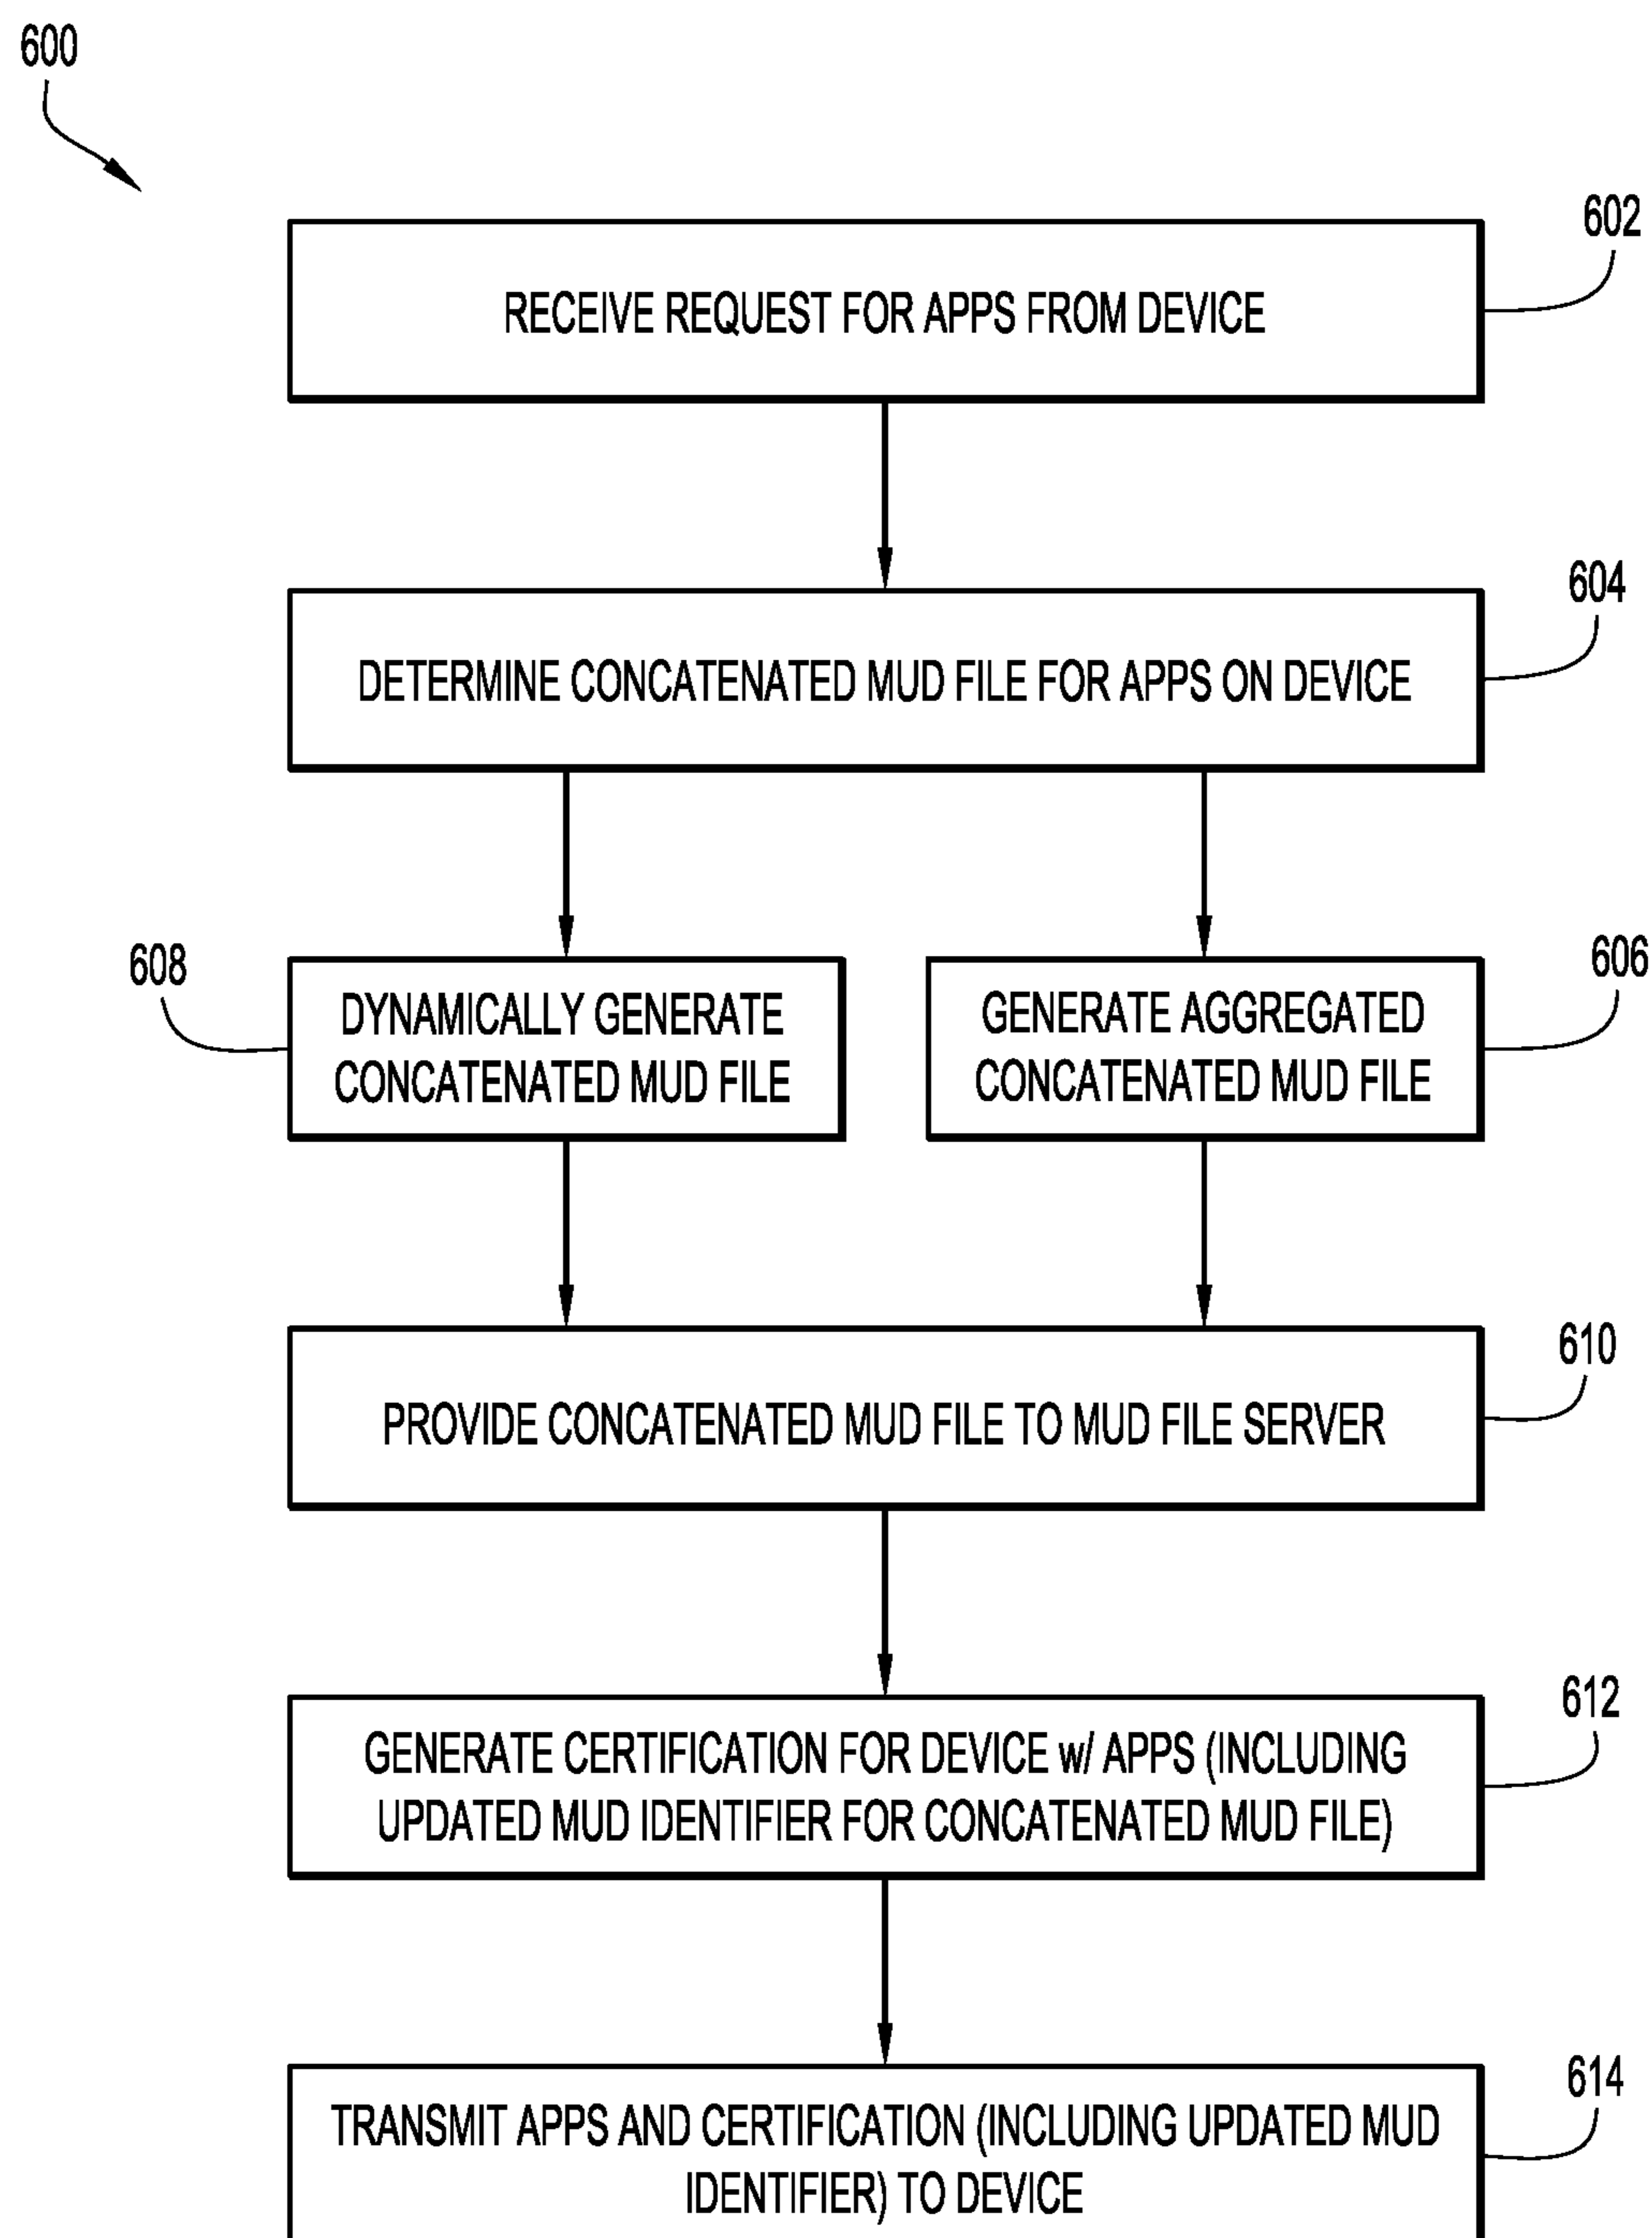 600
602
RECEIVE REQUEST FOR APPS FROM DEVICE
604
DETERMINE CONCATENATED MUD FILE FOR APPS ON DEVICE
608
DYNAMICALLY GENERATE
CONCATENATED MUD FILE
606
GENERATE AGGREGATED
CONCATENATED MUD FILE
610
PROVIDE CONCATENATED MUD FILE TO MUD FILE SERVER
612
GENERATE CERTIFICATION FOR DEVICE w/ APPS (INCLUDING
UPDATED MUD IDENTIFIER FOR CONCATENATED MUD FILE)
614
TRANSMIT APPS AND CERTIFICATION (INCLUDING UPDATED MUD
IDENTIFIER) TO DEVICE